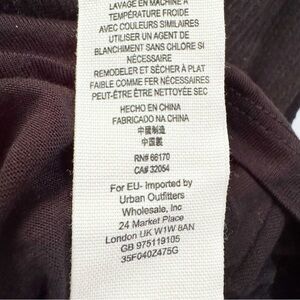 LAVAGE EN MACHINE À
TEMPÉRATURE FROIDE
AVEC COULEURS SIMILAIRES
UTILISER UN AGENT DE
BLANCHIMENT SANS CHLORE SI
NÉCESSAIRE
REMODELER ET SÉCHER À PLAT
FAIBLE COMME FER NÉCESSAIRES
PEUT-ÊTRE ÊTRE NETTOYÉE SEC
HECHO EN CHINA
FABRICADO NA CHINA
中國製造
中国製
RN# 66170
CA# 32054
For EU- Imported by
Urban Outfitters
Wholesale, Inc
24 Market Place
London UK W1W 8AN
GB 975119105
35F040Z475G